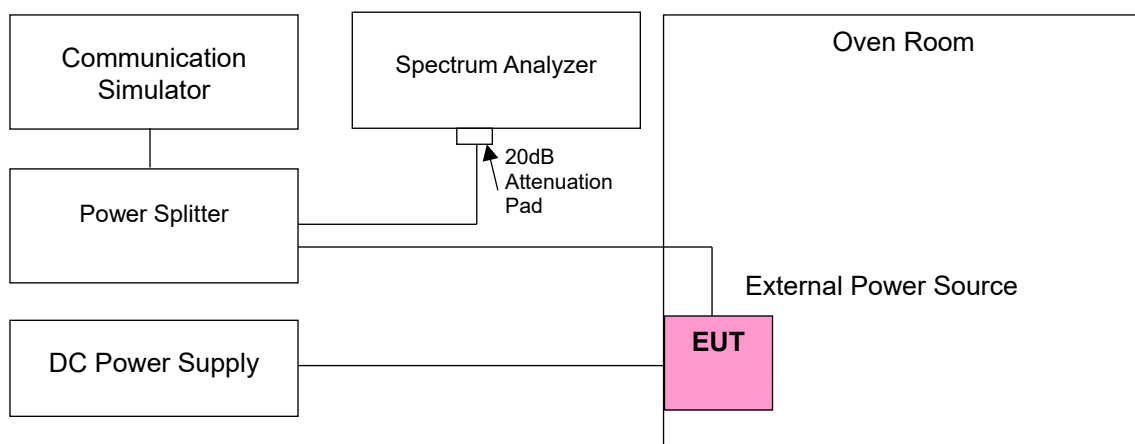 Communication
Simulator
Spectrum Analyzer
Oven Room
20dB
Attenuation
Pad
Power Splitter
External Power Source
EUT
DC Power Supply